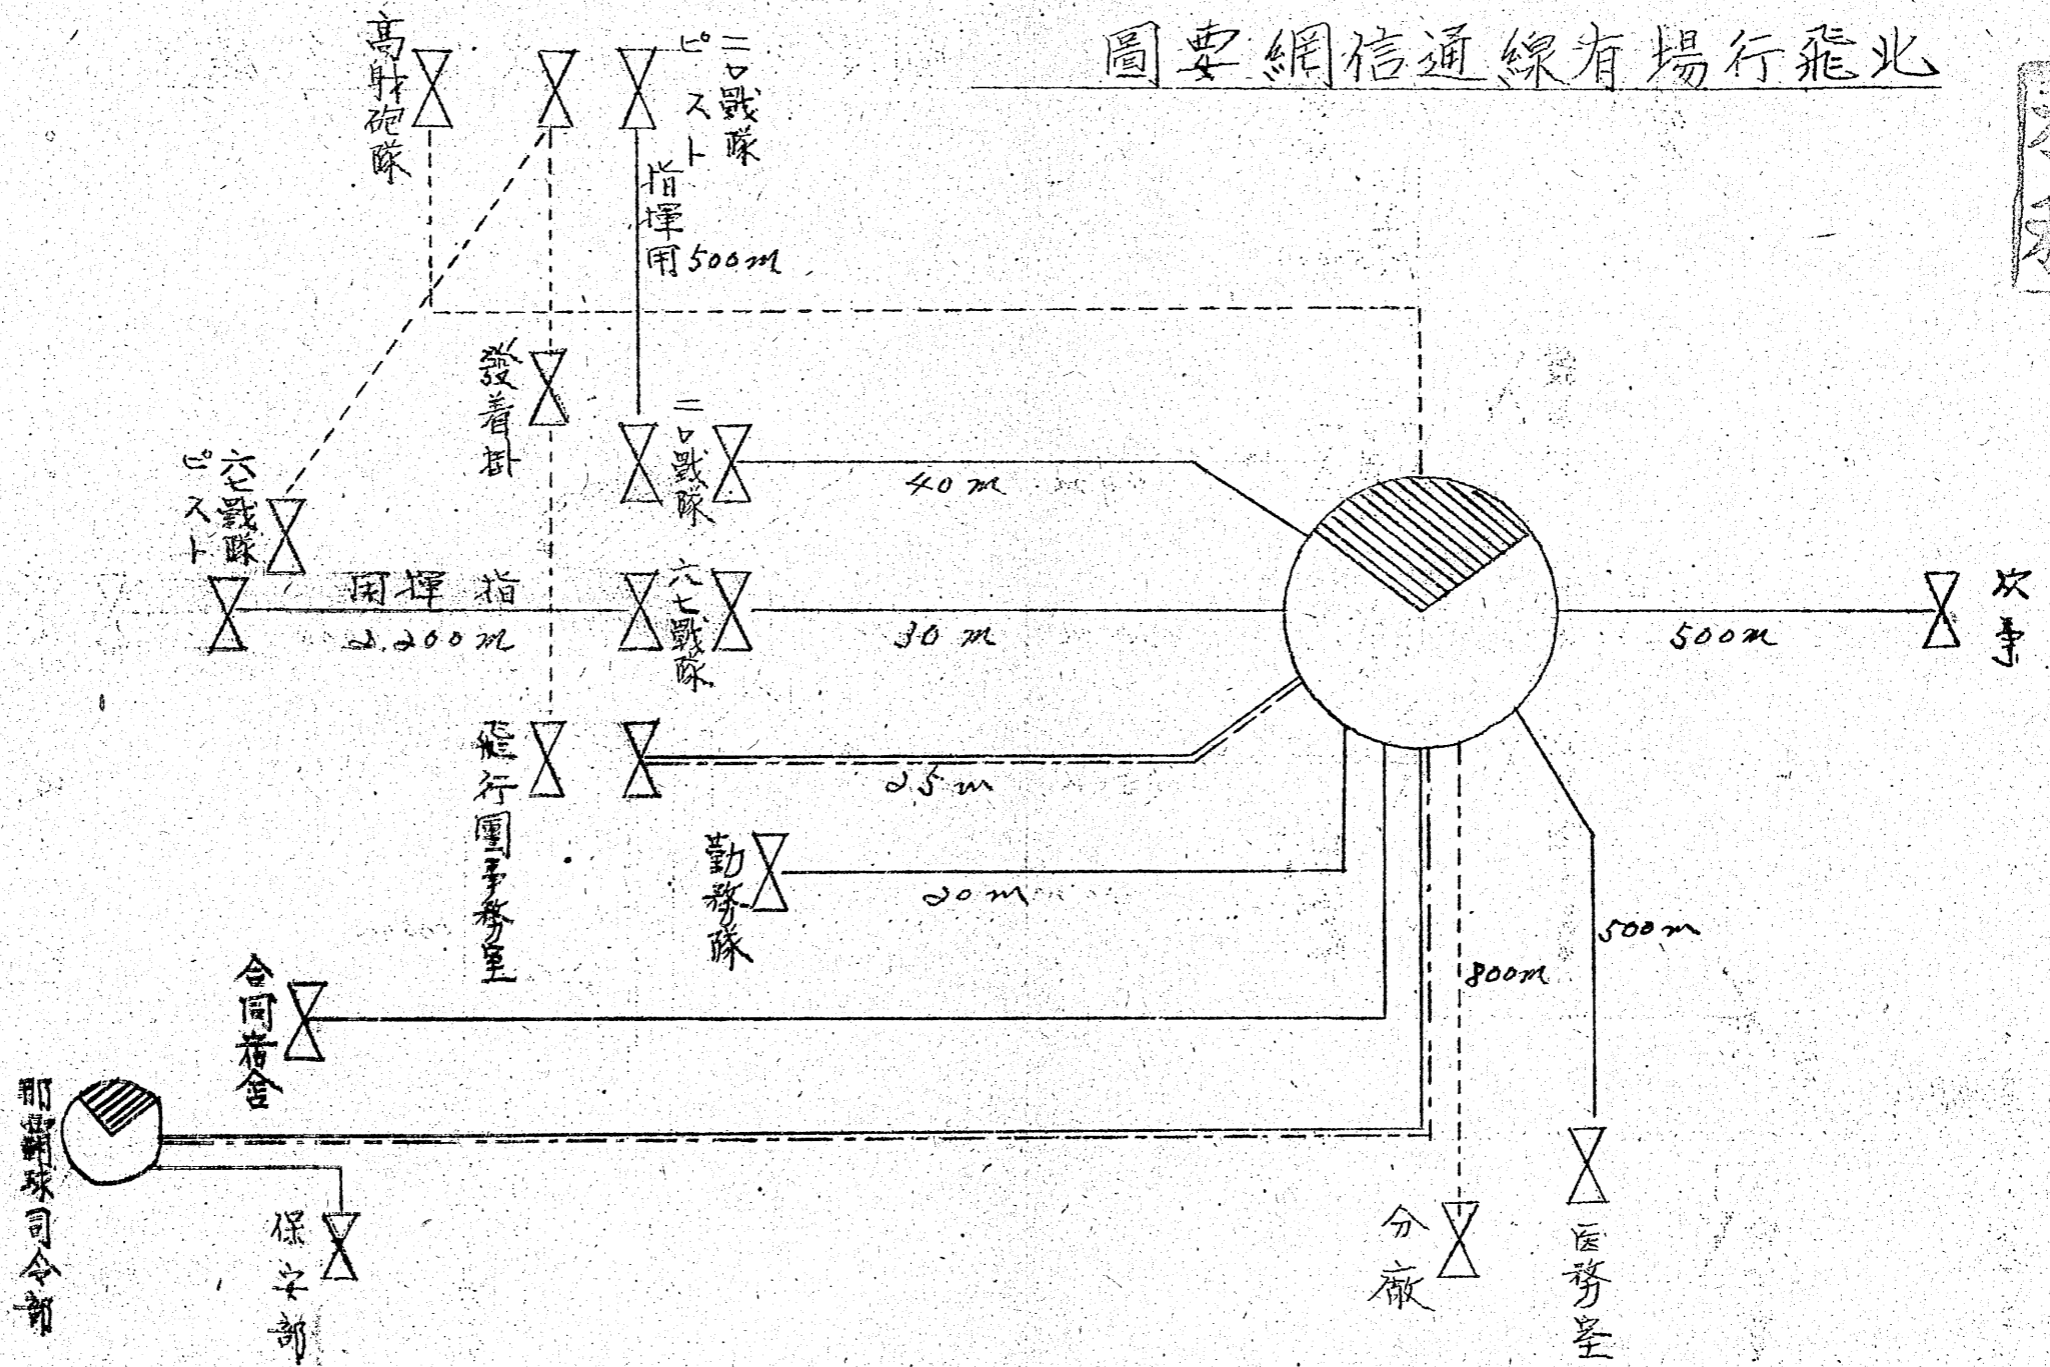 北飛行場有線通信網要圖
二〇戰隊
ピスト
指揮用
500m
高射砲隊
發着掛
二〇戰隊
40m
六七戰隊
ピスト
指揮用
2.200m
六七戰隊
30m
500m
炊事
飛行團事務室
25m
勤務隊
20m
500m
800m
合同宿舍
医務室
分廠
保安部
司令部